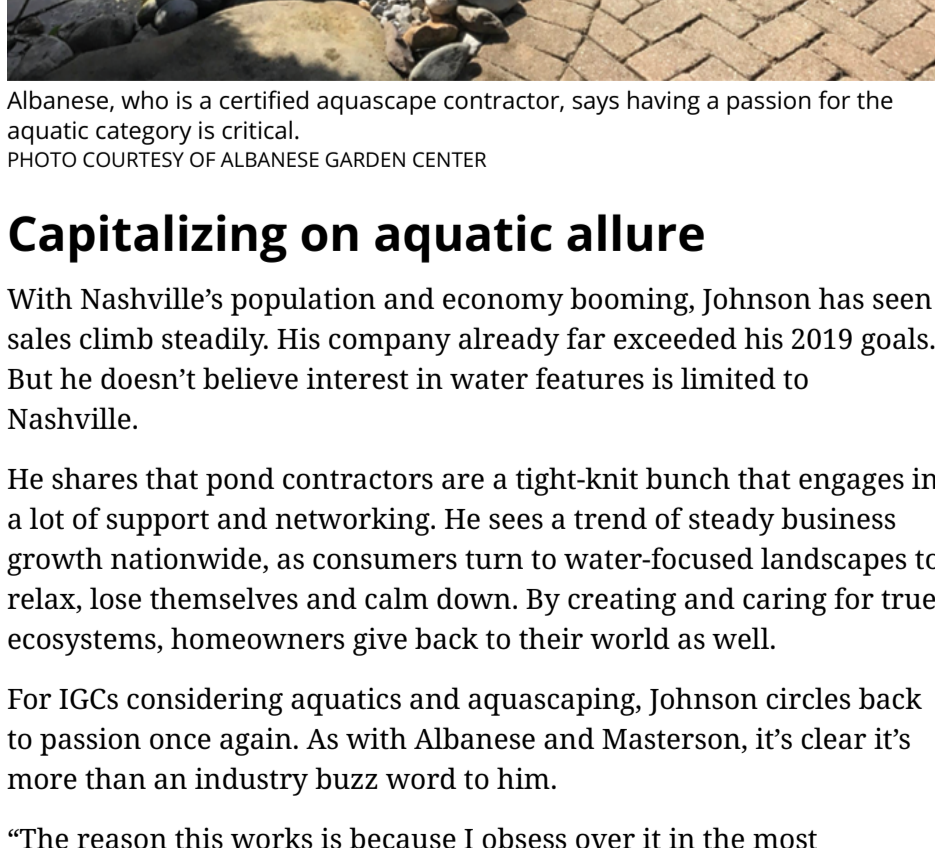 Albanese, who is a certified aquascape contractor, says having a passion for the
aquatic category is critical.
PHOTO COURTESY OF ALBANESE GARDEN CENTER
Capitalizing on aquatic allure
With Nashville’s population and economy booming, Johnson has seen
sales climb steadily. His company already far exceeded his 2019 goals.
But he doesn’t believe interest in water features is limited to
Nashville.
He shares that pond contractors are a tight-knit bunch that engages in
a lot of support and networking. He sees a trend of steady business
growth nationwide, as consumers turn to water-focused landscapes to
relax, lose themselves and calm down. By creating and caring for true
ecosystems, homeowners give back to their world as well.
For IGCs considering aquatics and aquascaping, Johnson circles back
to passion once again. As with Albanese and Masterson, it’s clear it’s
more than an industry buzz word to him.
“The reason this works is because I obsess over it in the most